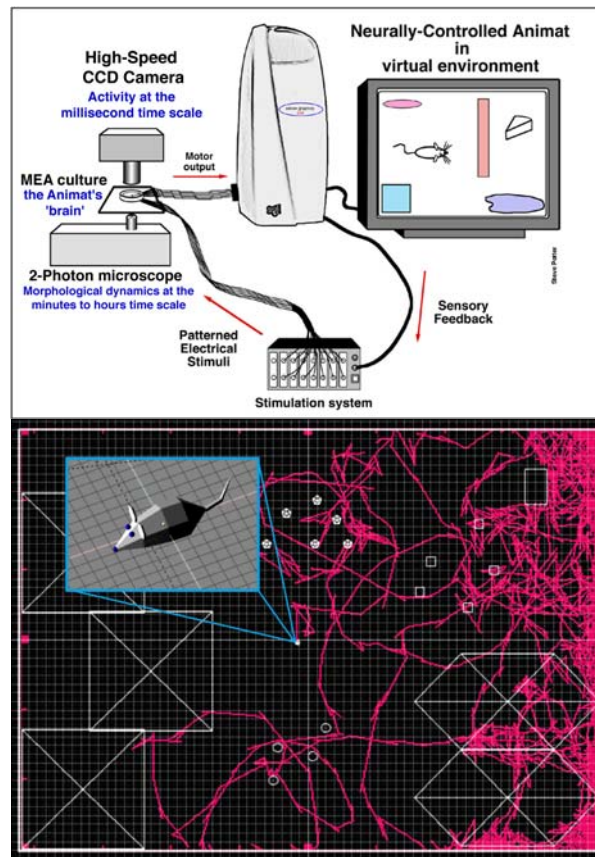 Neurally-Controlled Animat
in
virtual environment
High-Speed
CCD Camera
Activity at the
millisecond time scale
Motor
output
MEA culture
the Animat's
'brain'
2-Photon microscope
Morphological dynamics at the
minutes to hours time scale
Sensory
Feedback
Patterned
Electrical
Stimuli
Stimulation system
Steve Potter
sgi